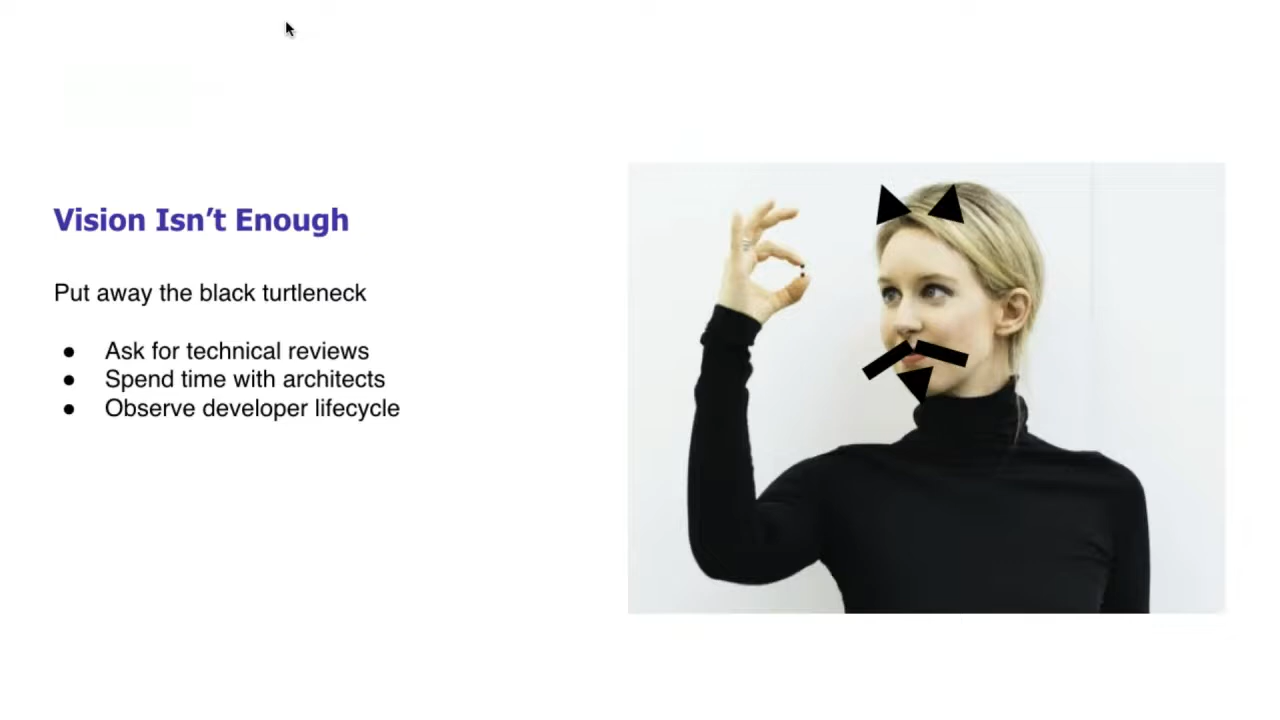 Vision Isn’t Enough
Put away the black turtleneck
● Ask for technical reviews
● Spend time with architects
● Observe developer lifecycle